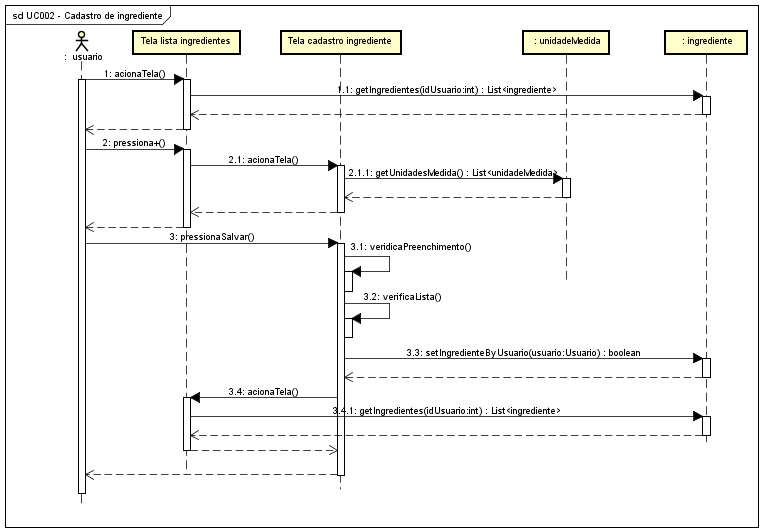 sd UC002 - Cadastro de ingrediente
Tela lista ingredientes
Tela cadastro ingrediente
: unidadeMedida
: ingrediente
: usuario
1: acionaTela()
1.1: getIngredientes(idUsuario:int) : List<ingrediente>
2: pressiona+()
2.1: acionaTela()
2.1.1: getUnidadesMedida() : List<unidadeMedida>
3: pressionaSalvar()
3.1: veridicaPreenchimento()
3.2: verificaLista()
3.3: setIngredienteByUsuario(usuario:Usuario) : boolean
3.4: acionaTela()
3.4.1: getIngredientes(idUsuario:int) : List<ingrediente>